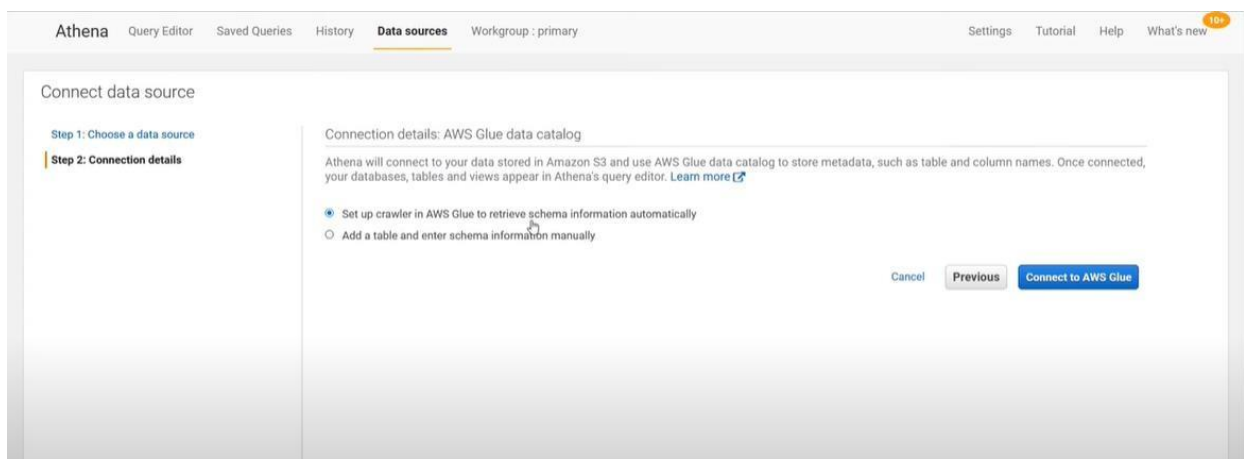 Athena Query Editor Saved Queries History Data sources Workgroup : primary Settings Tutorial Help What's new 10+
Connect data source
Step 1: Choose a data source
Step 2: Connection details
Connection details: AWS Glue data catalog
Athena will connect to your data stored in Amazon S3 and use AWS Glue data catalog to store metadata, such as table and column names. Once connected,
your databases, tables and views appear in Athena's query editor. Learn more
Set up crawler in AWS Glue to retrieve schema information automatically
Add a table and enter schema information manually
Cancel Previous Connect to AWS Glue